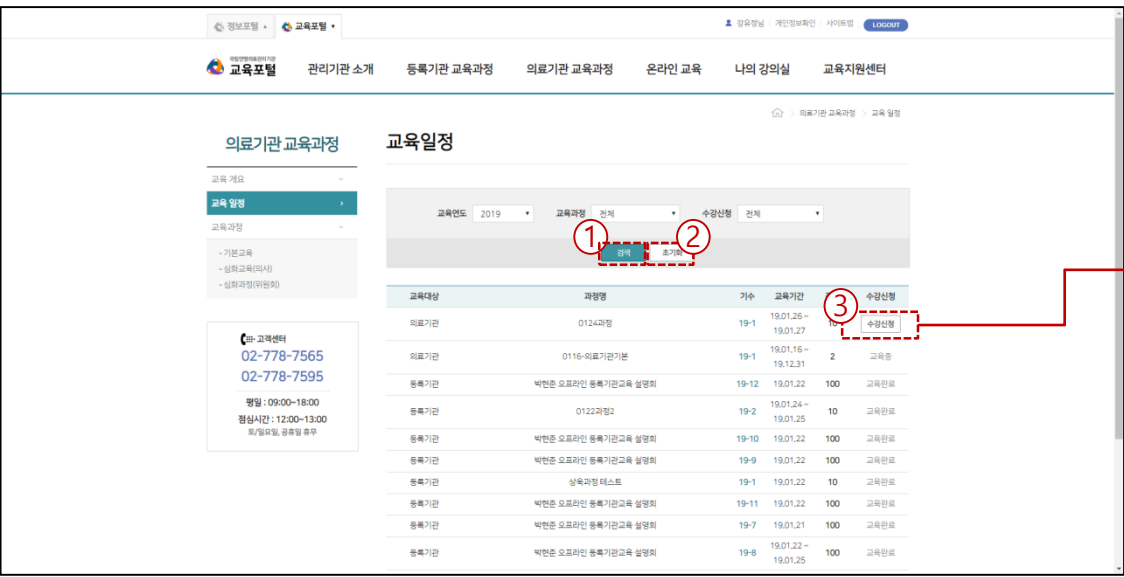 정보포털
교육포털
강유정님 개인정보확인 사이트맵 LOGOUT
국립연명의료관리기관
교육포털
관리기관 소개 등록기관 교육과정 의료기관 교육과정 온라인 교육 나의 강의실 교육지원센터
의료기관 교육과정 > 교육 일정
의료기관 교육과정
교육일정
교육 개요
교육 일정
교육과정
- 기본교육
- 심화교육(의사)
- 심화과정(위원회)
고객센터
02-778-7565
02-778-7595
평일 : 09:00~18:00
점심시간 : 12:00~13:00
토/일요일, 공휴일 휴무
교육연도 2019 교육과정 전체 수강신청 전체
1 2
검색 초기화
교육대상 과정명 기수 교육기간 수강신청
3
의료기관 0124과정 19-1 19.01.26 ~ 19.01.27 10 수강신청
의료기관 0116-의료기관기본 19-1 19.01.16 ~ 19.12.31 2 교육중
등록기관 박현준 오프라인 등록기관교육 설명회 19-12 19.01.22 100 교육완료
등록기관 0122과정2 19-2 19.01.24 ~ 19.01.25 10 교육완료
등록기관 박현준 오프라인 등록기관교육 설명회 19-10 19.01.22 100 교육완료
등록기관 박현준 오프라인 등록기관교육 설명회 19-9 19.01.22 100 교육완료
등록기관 상욱과정 테스트 19-1 19.01.22 10 교육완료
등록기관 박현준 오프라인 등록기관교육 설명회 19-11 19.01.22 100 교육완료
등록기관 박현준 오프라인 등록기관교육 설명회 19-7 19.01.21 100 교육완료
등록기관 박현준 오프라인 등록기관교육 설명회 19-8 19.01.22 ~ 19.01.25 100 교육완료